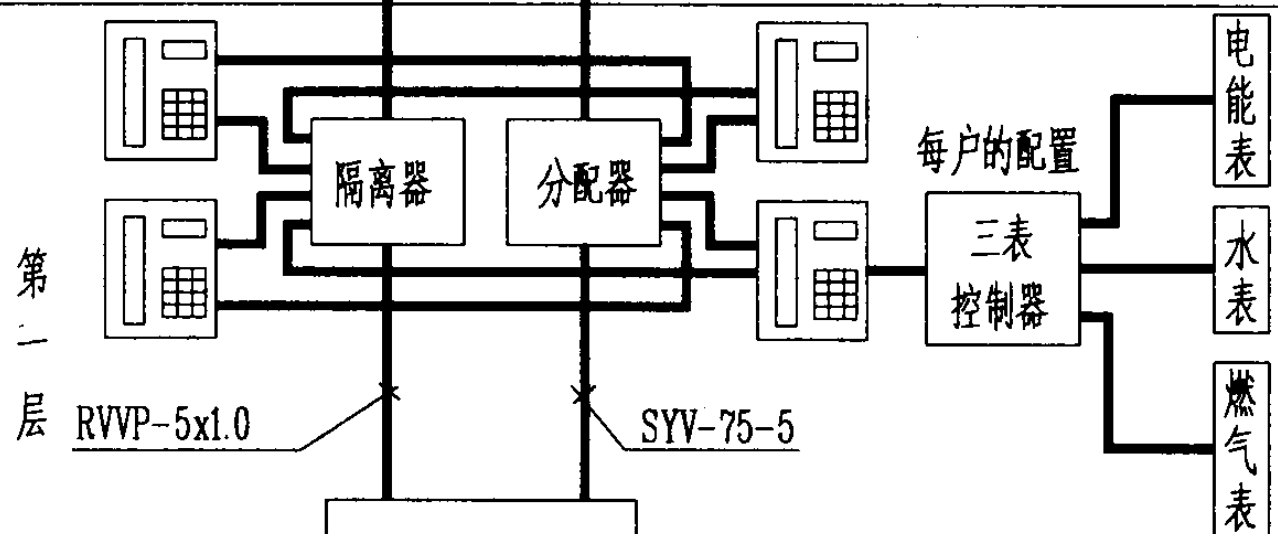 电能表
每户的配置
隔离器
分配器
三表
控制器
水表
第一层
RVVP-5x1.0
SYV-75-5
燃气表